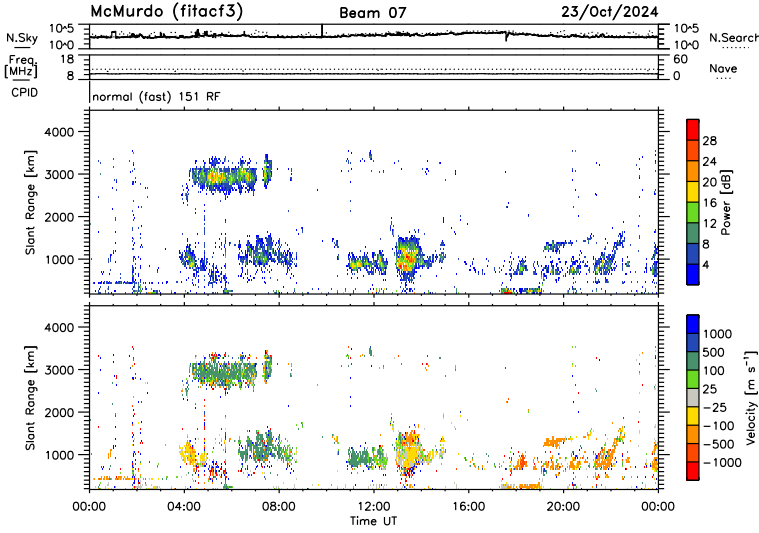 McMurdo (fitacf3) Beam 07 23/Oct/2024
N.Sky 10^5 10^0 10^5 10^0 N.Search
Freq. [MHz] 18 8 60 0 Nave
CPID normal (fast) 151 RF
Slant Range [km] 4000 3000 2000 1000
Power [dB] 28 24 20 16 12 8 4
Slant Range [km] 4000 3000 2000 1000
Velocity [m s⁻¹] 1000 500 100 25 −25 −100 −500 −1000
00:00 04:00 08:00 12:00 16:00 20:00 00:00
Time UT